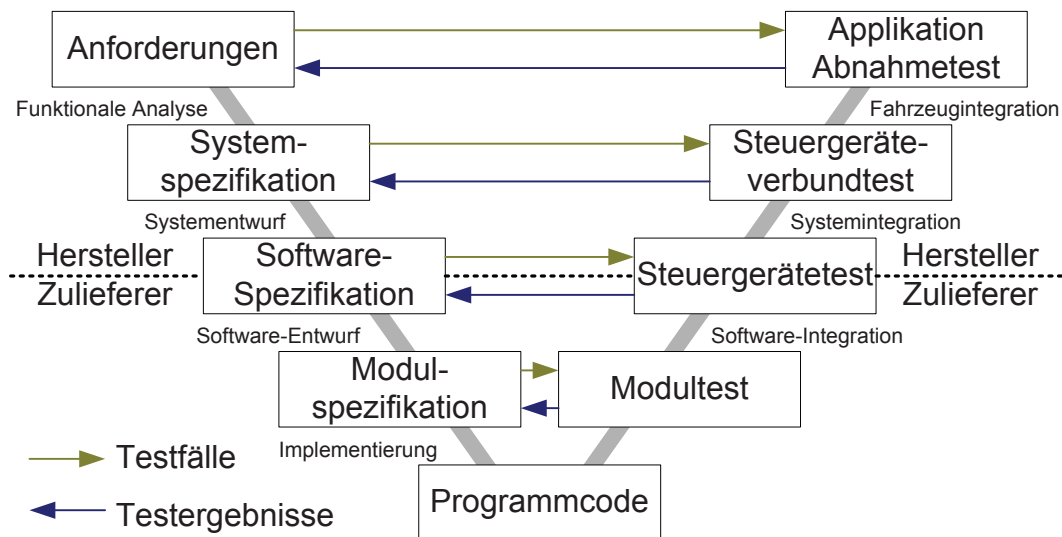 Anforderungen
Applikation
Abnahmetest
Funktionale Analyse
Fahrzeugintegration
System-
spezifikation
Steuergeräte-
verbundtest
Systementwurf
Systemintegration
Hersteller
Zulieferer
Software-
Spezifikation
Steuergerätetest
Hersteller
Zulieferer
Software-Entwurf
Software-Integration
Modul-
spezifikation
Modultest
Implementierung
Testfälle
Programmcode
Testergebnisse